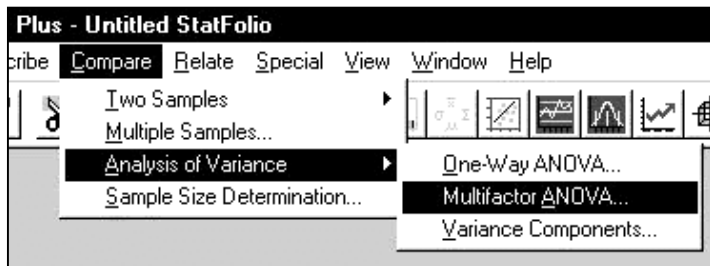 Plus - Untitled StatFolio
cribe Compare Relate Special View Window Help
Two Samples
Multiple Samples...
Analysis of Variance
Sample Size Determination...
One-Way ANOVA...
Multifactor ANOVA...
Variance Components...